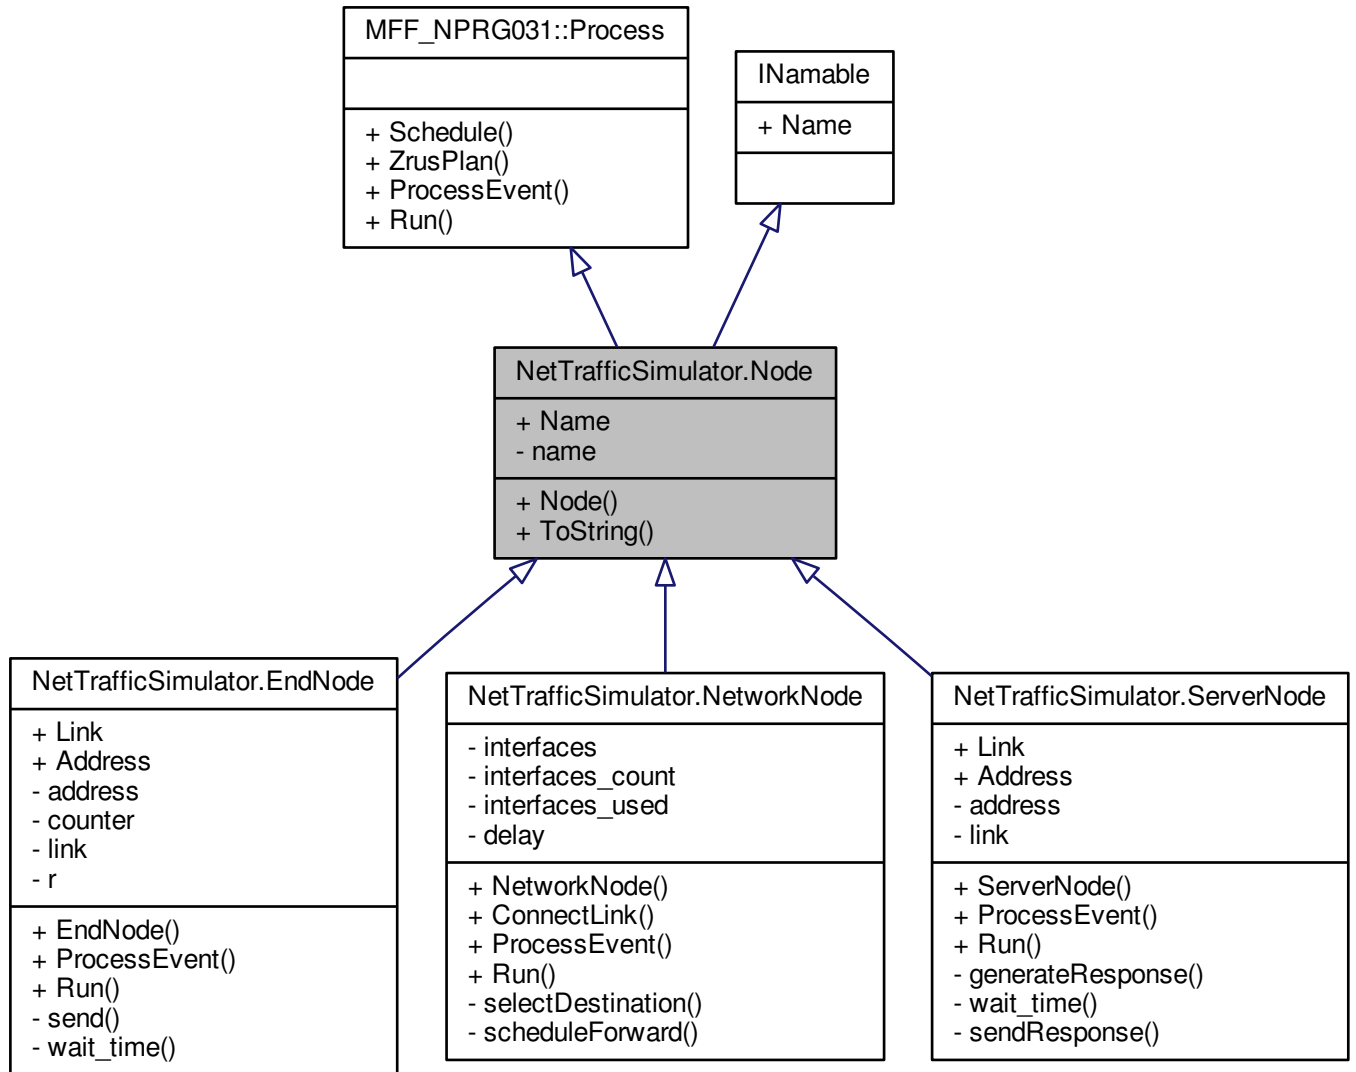 MFF_NPRG031::Process
+ Schedule()
+ ZrusPlan()
+ ProcessEvent()
+ Run()
INamable
+ Name
NetTrafficSimulator.Node
+ Name
- name
+ Node()
+ ToString()
NetTrafficSimulator.EndNode
+ Link
+ Address
- address
- counter
- link
- r
+ EndNode()
+ ProcessEvent()
+ Run()
- send()
- wait_time()
NetTrafficSimulator.NetworkNode
- interfaces
- interfaces_count
- interfaces_used
- delay
+ NetworkNode()
+ ConnectLink()
+ ProcessEvent()
+ Run()
- selectDestination()
- scheduleForward()
NetTrafficSimulator.ServerNode
+ Link
+ Address
- address
- link
+ ServerNode()
+ ProcessEvent()
+ Run()
- generateResponse()
- wait_time()
- sendResponse()